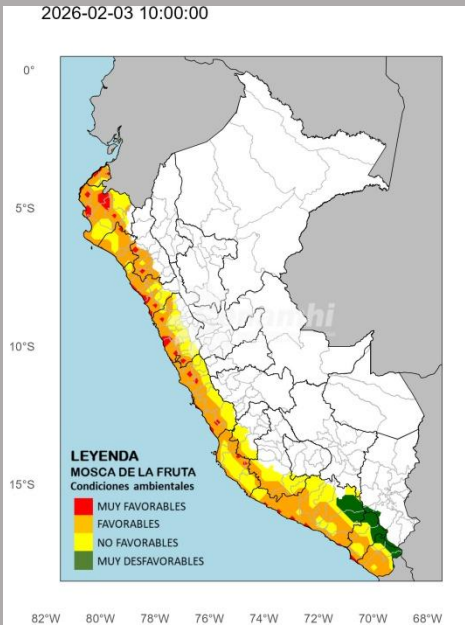 2026-02-03 10:00:00
0°
5°S
10°S
15°S
LEYENDA
MOSCA DE LA FRUTA
Condiciones ambientales
MUY FAVORABLES
FAVORABLES
NO FAVORABLES
MUY DESFAVORABLES
82°W 80°W 78°W 76°W 74°W 72°W 70°W 68°W